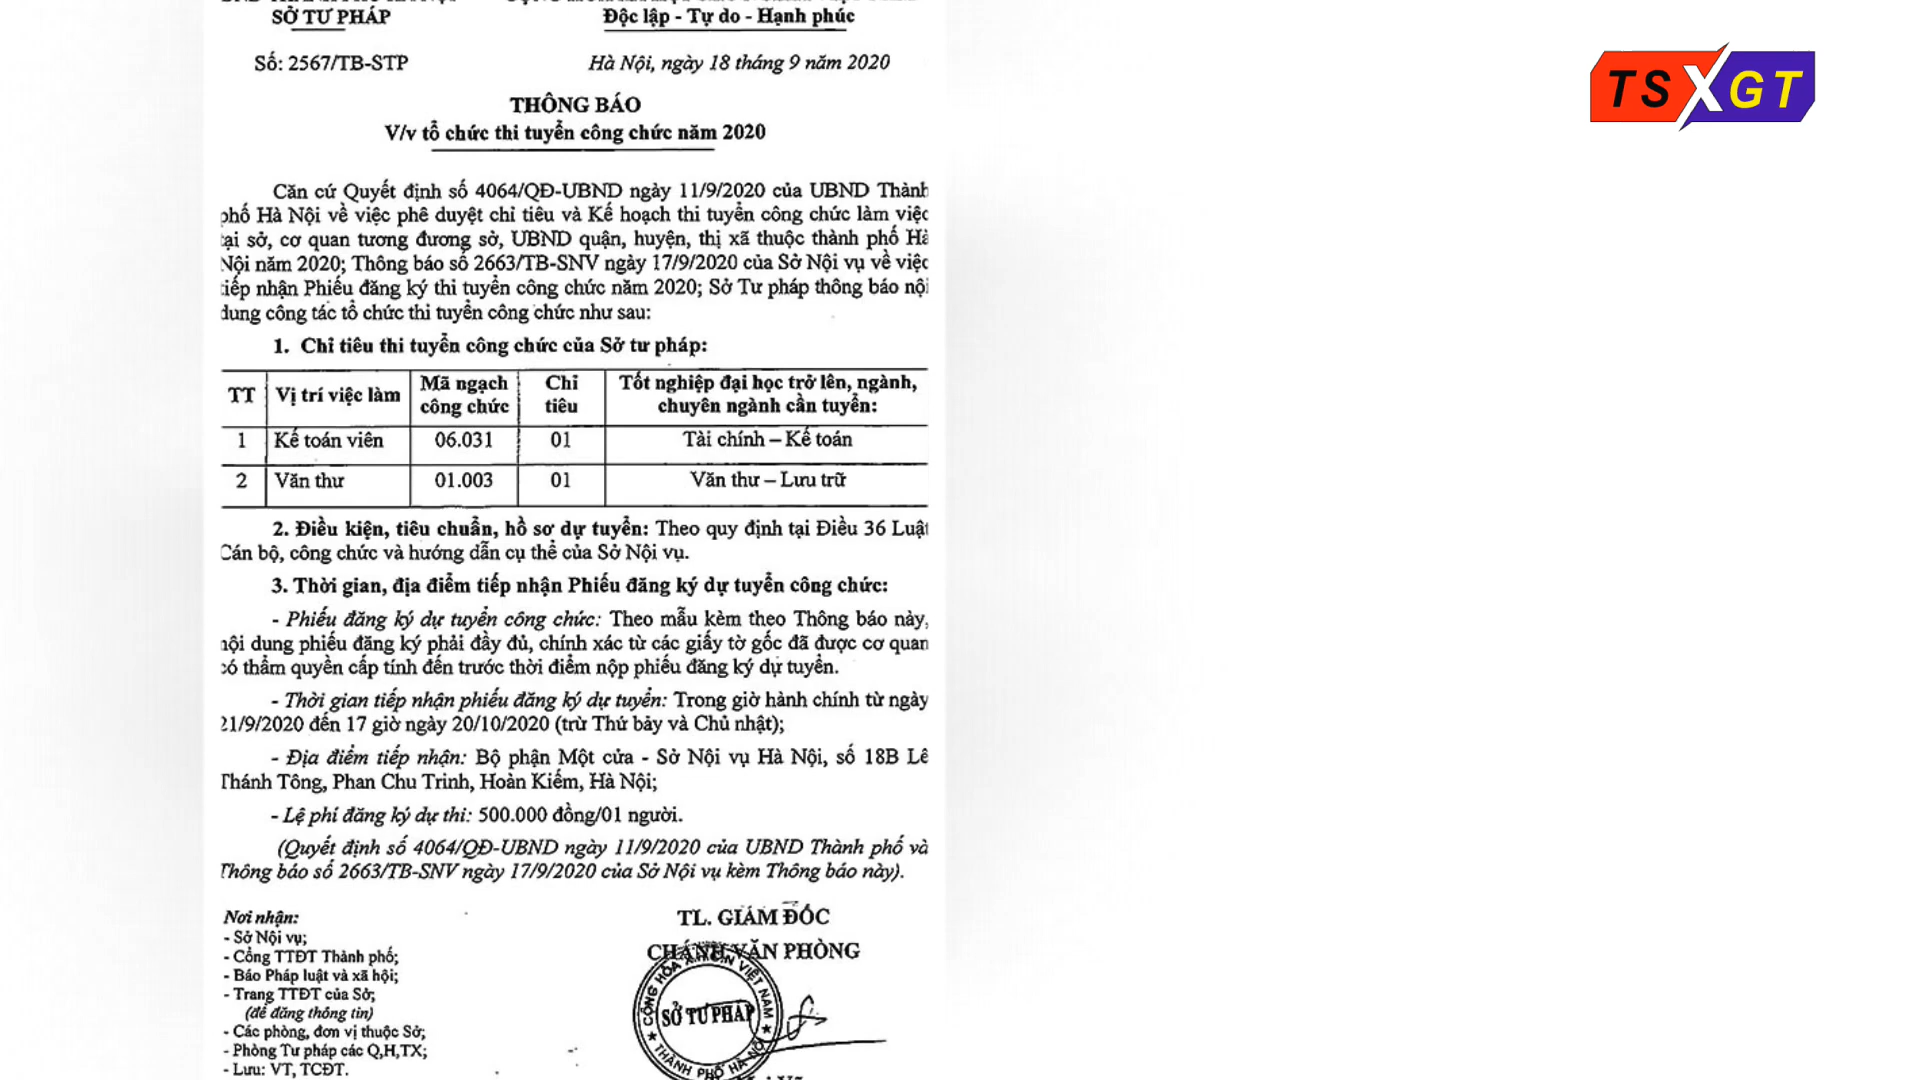 SỞ TƯ PHÁP
Độc lập - Tự do - Hạnh phúc
Số: 2567/TB-STP
Hà Nội, ngày 18 tháng 9 năm 2020
TSXGT
THÔNG BÁO
V/v tổ chức thi tuyển công chức năm 2020
Căn cứ Quyết định số 4064/QĐ-UBND ngày 11/9/2020 của UBND Thành
phố Hà Nội về việc phê duyệt chỉ tiêu và Kế hoạch thi tuyển công chức làm việc
tại sở, cơ quan tương đương sở, UBND quận, huyện, thị xã thuộc thành phố Hà
Nội năm 2020; Thông báo số 2663/TB-SNV ngày 17/9/2020 của Sở Nội vụ về việc
tiếp nhận Phiếu đăng ký thi tuyển công chức năm 2020; Sở Tư pháp thông báo nội
dung công tác tổ chức thi tuyển công chức như sau:
1. Chỉ tiêu thi tuyển công chức của Sở tư pháp:
TT Vị trí việc làm Mã ngạch công chức Chỉ tiêu Tốt nghiệp đại học trở lên, ngành, chuyên ngành cần tuyển:
1 Kế toán viên 06.031 01 Tài chính – Kế toán
2 Văn thư 01.003 01 Văn thư – Lưu trữ
2. Điều kiện, tiêu chuẩn, hồ sơ dự tuyển: Theo quy định tại Điều 36 Luật
Cán bộ, công chức và hướng dẫn cụ thể của Sở Nội vụ.
3. Thời gian, địa điểm tiếp nhận Phiếu đăng ký dự tuyển công chức:
- Phiếu đăng ký dự tuyển công chức: Theo mẫu kèm theo Thông báo này,
nội dung phiếu đăng ký phải đầy đủ, chính xác từ các giấy tờ gốc đã được cơ quan
có thẩm quyền cấp tính đến trước thời điểm nộp phiếu đăng ký dự tuyển.
- Thời gian tiếp nhận phiếu đăng ký dự tuyển: Trong giờ hành chính từ ngày
21/9/2020 đến 17 giờ ngày 20/10/2020 (trừ Thứ bảy và Chủ nhật);
- Địa điểm tiếp nhận: Bộ phận Một cửa - Sở Nội vụ Hà Nội, số 18B Lê
Thánh Tông, Phan Chu Trinh, Hoàn Kiếm, Hà Nội;
- Lệ phí đăng ký dự thi: 500.000 đồng/01 người.
(Quyết định số 4064/QĐ-UBND ngày 11/9/2020 của UBND Thành phố và
Thông báo số 2663/TB-SNV ngày 17/9/2020 của Sở Nội vụ kèm Thông báo này).
Nơi nhận:
- Sở Nội vụ;
- Cổng TTĐT Thành phố;
- Báo Pháp luật và xã hội;
- Trang TTĐT của Sở;
(để đăng thông tin)
- Các phòng, đơn vị thuộc Sở;
- Phòng Tư pháp các Q,H,TX;
- Lưu: VT, TCĐT.
TL. GIÁM ĐỐC
CHÁNH VĂN PHÒNG
CỘNG HÒA X.H.C.N VIỆT NAM
SỞ TƯ PHÁP
THÀNH PHỐ HÀ NỘI